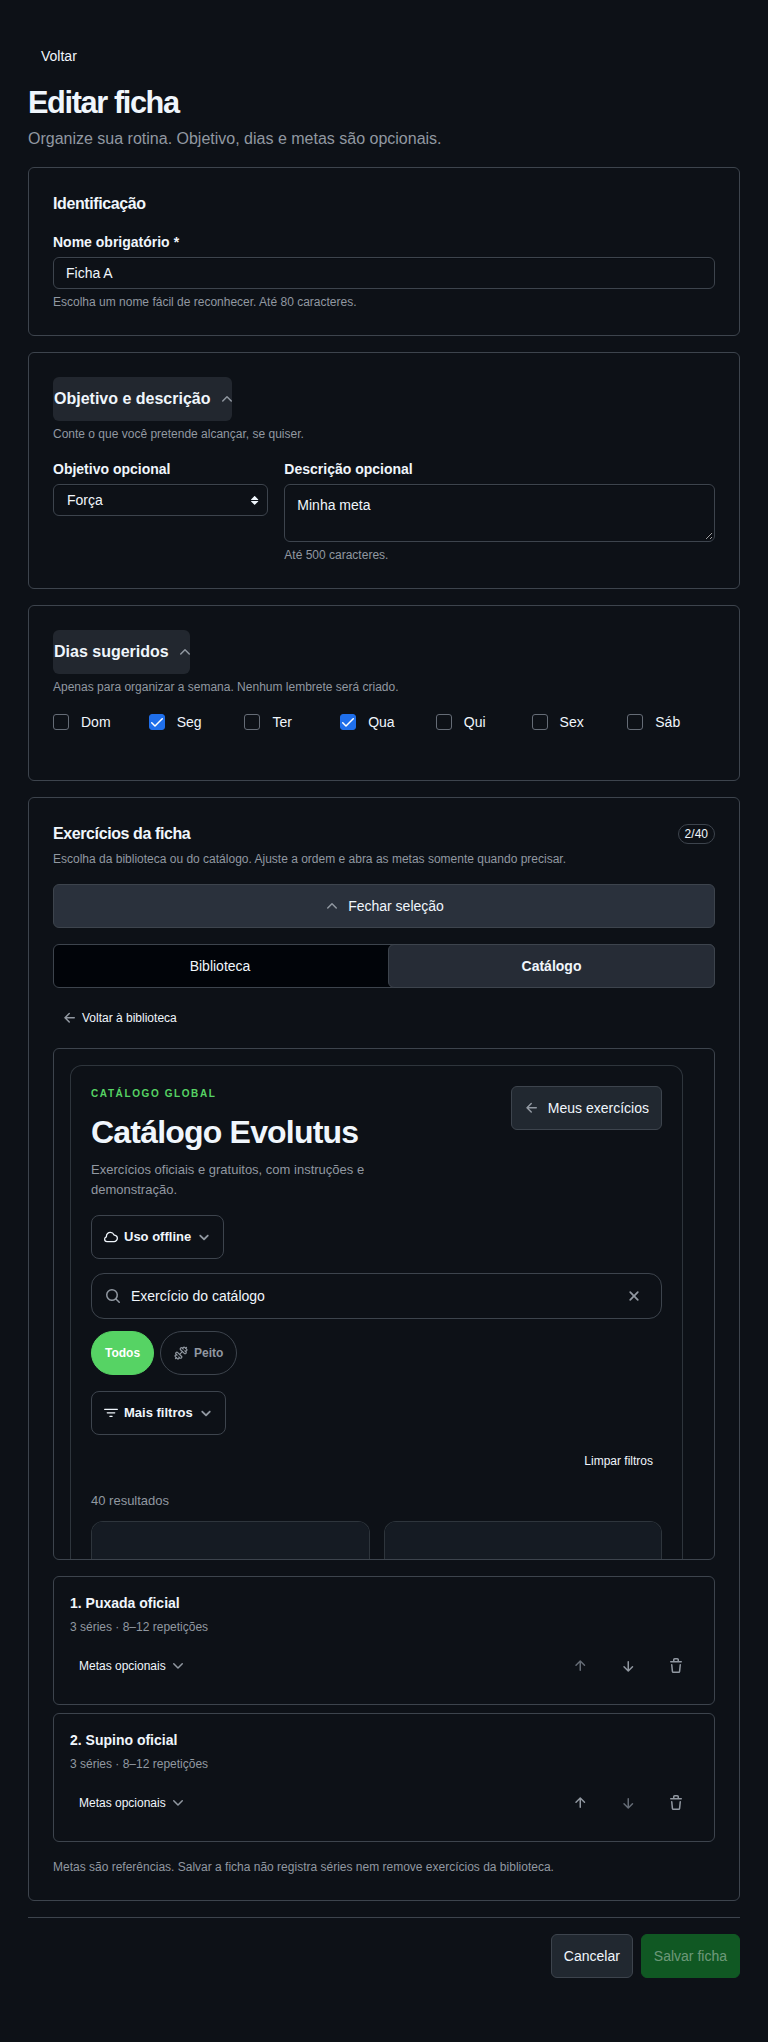 Voltar
Editar ficha
Organize sua rotina. Objetivo, dias e metas são opcionais.
Identificação
Nome obrigatório *
Ficha A
Escolha um nome fácil de reconhecer. Até 80 caracteres.
Objetivo e descrição
Conte o que você pretende alcançar, se quiser.
Objetivo opcional
Força
Descrição opcional
Minha meta
Até 500 caracteres.
Dias sugeridos
Apenas para organizar a semana. Nenhum lembrete será criado.
Dom Seg Ter Qua Qui Sex Sáb
Exercícios da ficha 2/40
Escolha da biblioteca ou do catálogo. Ajuste a ordem e abra as metas somente quando precisar.
Fechar seleção
Biblioteca Catálogo
Voltar à biblioteca
CATÁLOGO GLOBAL
Meus exercícios
Catálogo Evolutus
Exercícios oficiais e gratuitos, com instruções e
demonstração.
Uso offline
Exercício do catálogo
Todos Peito
Mais filtros
Limpar filtros
40 resultados
1. Puxada oficial
3 séries · 8–12 repetições
Metas opcionais
2. Supino oficial
3 séries · 8–12 repetições
Metas opcionais
Metas são referências. Salvar a ficha não registra séries nem remove exercícios da biblioteca.
Cancelar Salvar ficha